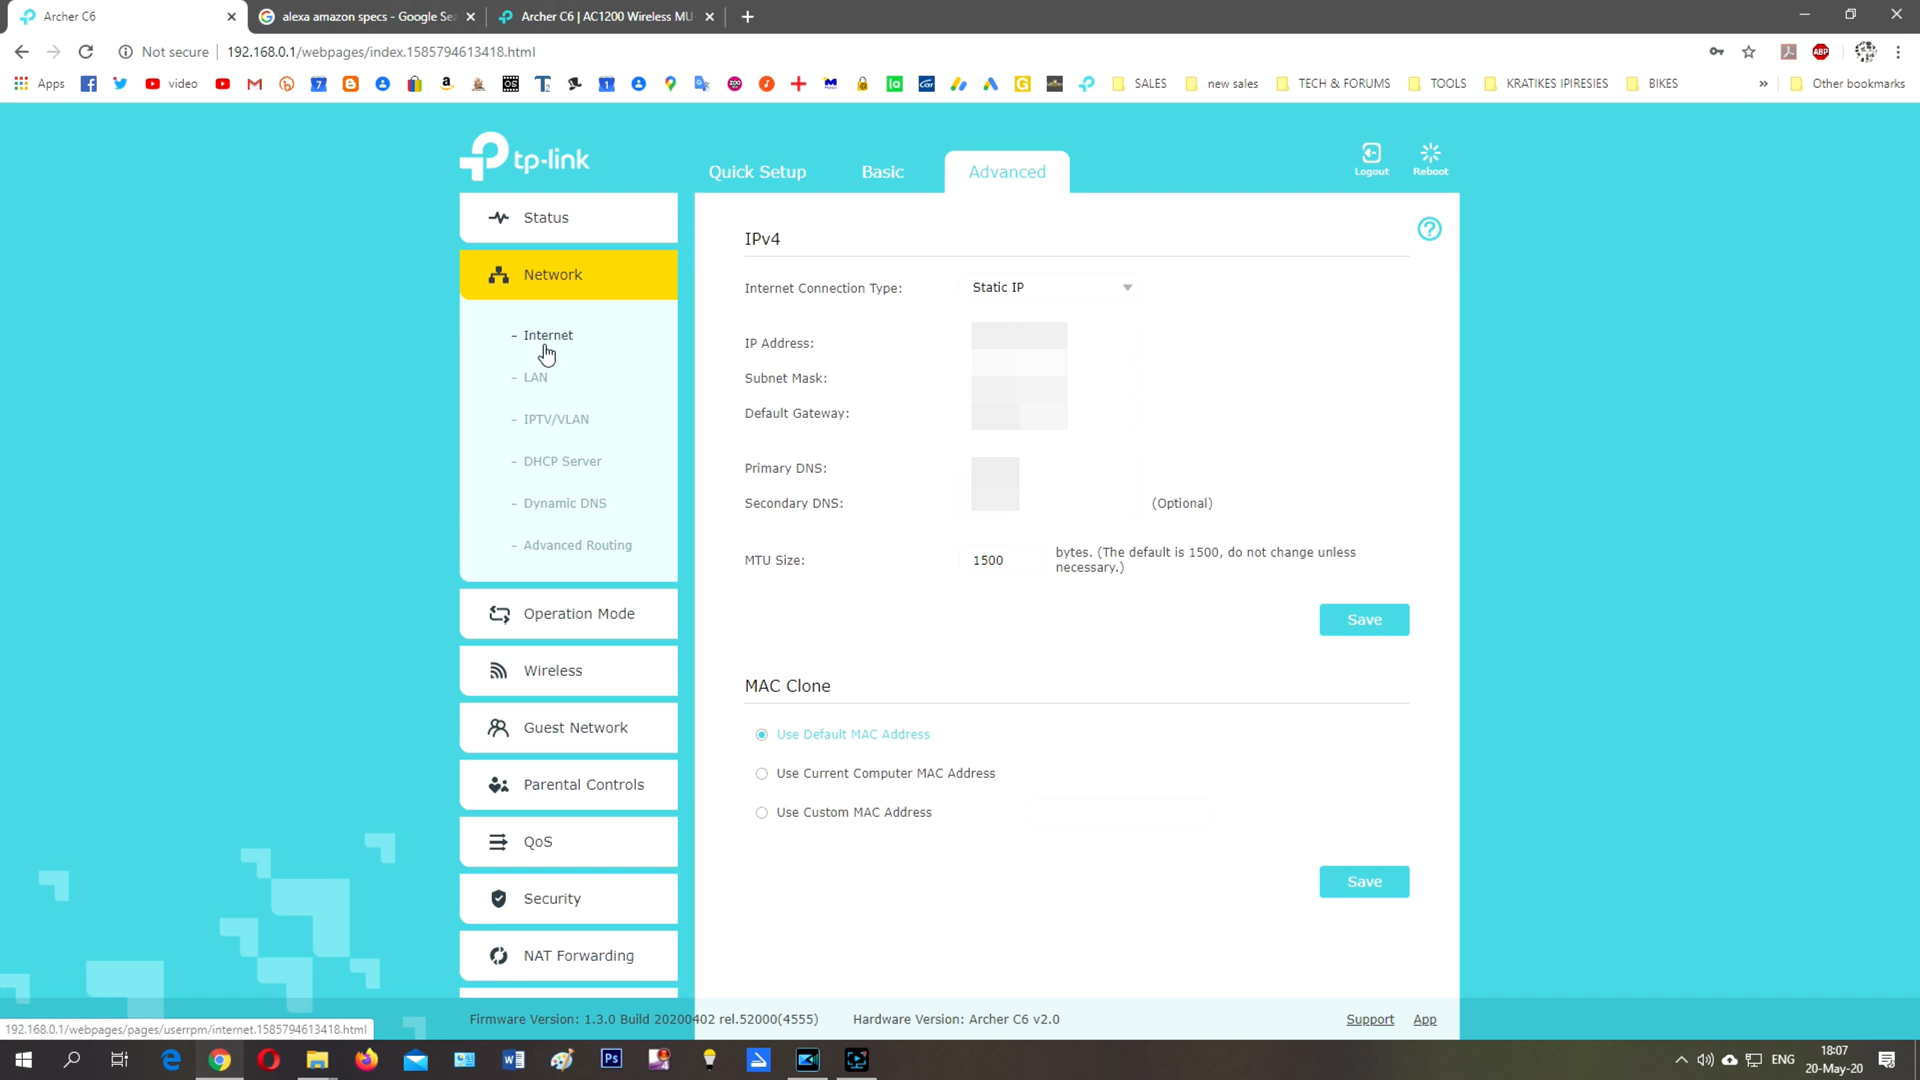 Archer C6
alexa amazon specs - Google Sea
Archer C6 | AC1200 Wireless MU-
Not secure
192.168.0.1/webpages/index.1585794613418.html
ABP
Apps
video
SALES
new sales
TECH & FORUMS
TOOLS
KRATIKES IPIRESIES
BIKES
»
Other bookmarks
tp-link
Quick Setup
Basic
Advanced
Logout
Reboot
Status
Network
- Internet
- LAN
- IPTV/VLAN
- DHCP Server
- Dynamic DNS
- Advanced Routing
Operation Mode
Wireless
Guest Network
Parental Controls
QoS
Security
NAT Forwarding
IPv4
?
Internet Connection Type:
Static IP
IP Address:
Subnet Mask:
Default Gateway:
Primary DNS:
Secondary DNS:
(Optional)
MTU Size:
1500
bytes. (The default is 1500, do not change unless
necessary.)
Save
MAC Clone
Use Default MAC Address
Use Current Computer MAC Address
Use Custom MAC Address
Save
Firmware Version: 1.3.0 Build 20200402 rel.52000(4555)
Hardware Version: Archer C6 v2.0
Support
App
192.168.0.1/webpages/pages/userrpm/internet.1585794613418.html
ENG
18:07
20-May-20